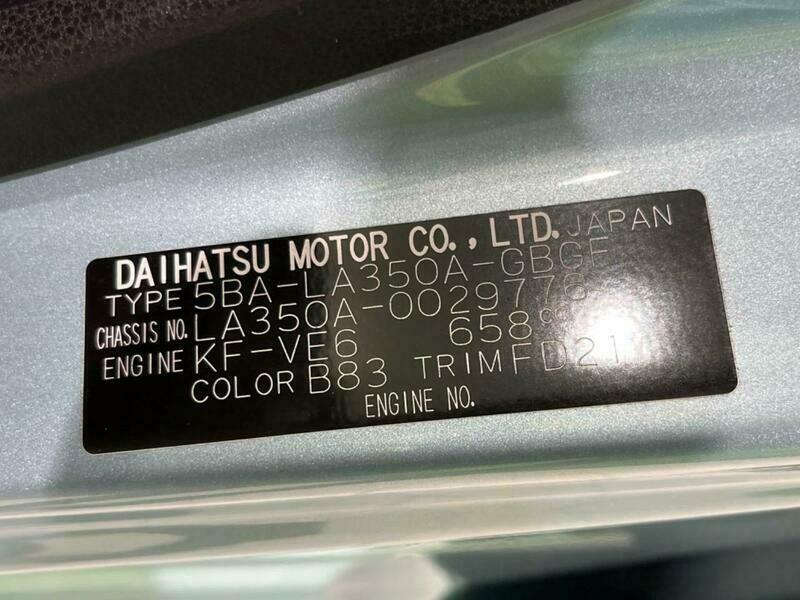 DAIHATSU MOTOR CO., LTD. JAPAN
TYPE 5BA-LA350A-GBGF
CHASSIS NO. LA350A-0029776
ENGINE KF-VE6 658cc
COLOR B83 TRIM FD21
ENGINE NO.